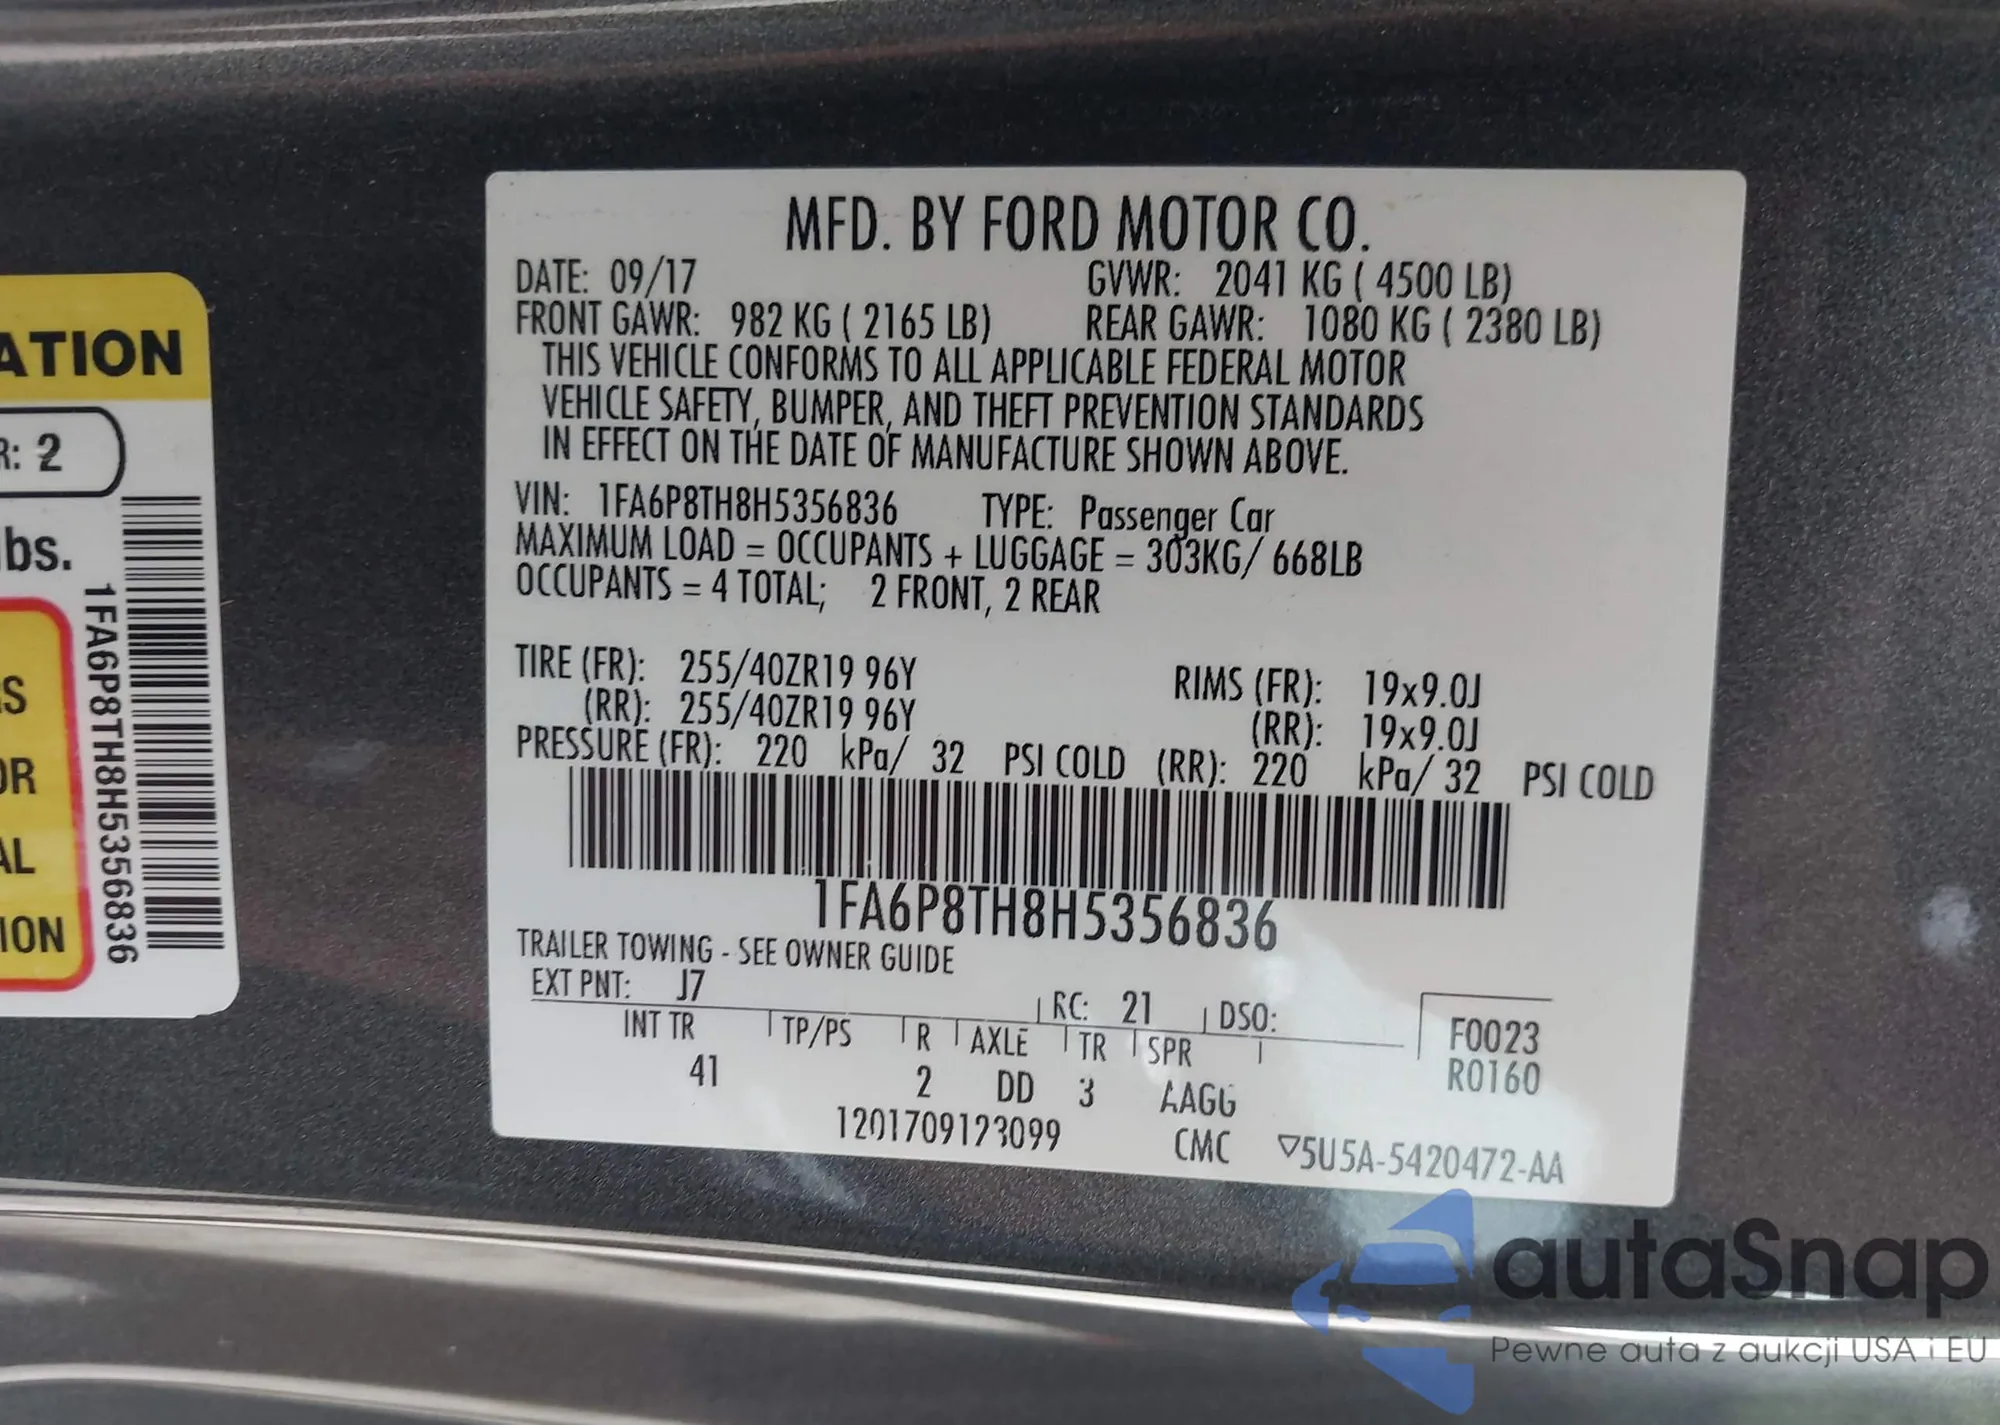 MFD. BY FORD MOTOR CO.
DATE: 09/17 GVWR: 2041 KG ( 4500 LB)
FRONT GAWR: 982 KG ( 2165 LB) REAR GAWR: 1080 KG ( 2380 LB)
THIS VEHICLE CONFORMS TO ALL APPLICABLE FEDERAL MOTOR
VEHICLE SAFETY, BUMPER, AND THEFT PREVENTION STANDARDS
IN EFFECT ON THE DATE OF MANUFACTURE SHOWN ABOVE.
VIN: 1FA6P8TH8H5356836 TYPE: Passenger Car
MAXIMUM LOAD = OCCUPANTS + LUGGAGE = 303KG/ 668LB
OCCUPANTS = 4 TOTAL; 2 FRONT, 2 REAR
TIRE (FR): 255/40ZR19 96Y RIMS (FR): 19x9.0J
(RR): 255/40ZR19 96Y (RR): 19x9.0J
PRESSURE (FR): 220 kPa/ 32 PSI COLD (RR): 220 kPa/ 32 PSI COLD
1FA6P8TH8H5356836
TRAILER TOWING - SEE OWNER GUIDE
EXT PNT: J7 RC: 21 DSO:
INT TR TP/PS R AXLE TR SPR F0023
41 2 DD 3 AAGG R0160
1201709123099 CMC ▽5U5A-5420472-AA
ATION
R: 2
bs.
1FA6P8TH8H5356836
GS
OR
AL
ION
autaSnap
Pewne auta z aukcji USA i EU